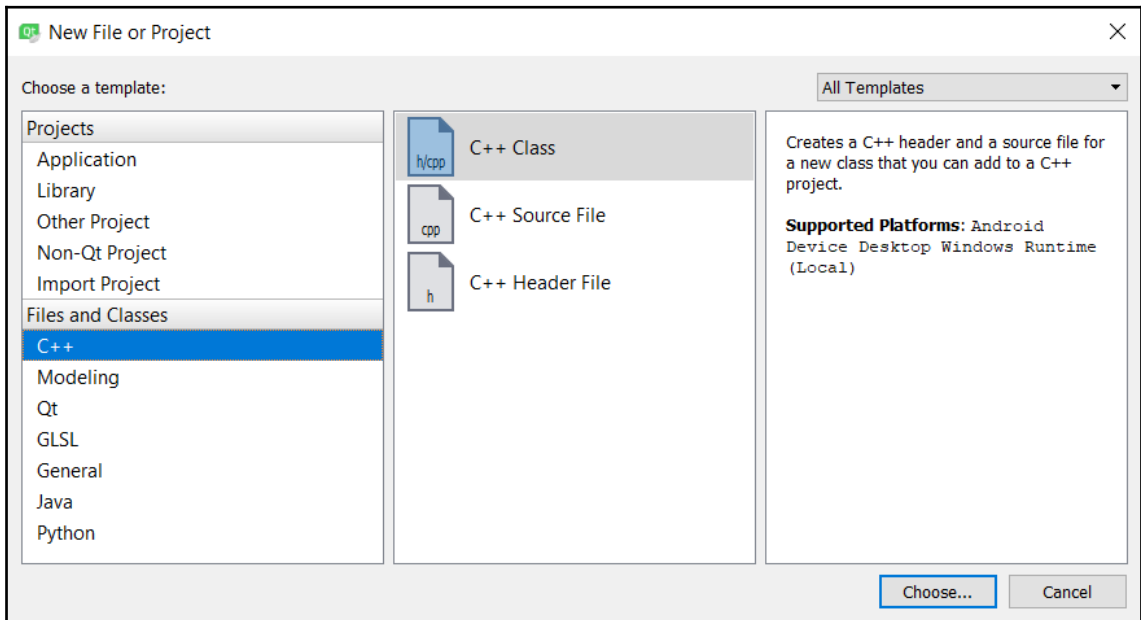 Qt New File or Project
Choose a template:
All Templates
Projects
Application
Library
Other Project
Non-Qt Project
Import Project
Files and Classes
C++
Modeling
Qt
GLSL
General
Java
Python
h/cpp C++ Class
cpp C++ Source File
h C++ Header File
Creates a C++ header and a source file for
a new class that you can add to a C++
project.
Supported Platforms: Android
Device Desktop Windows Runtime
(Local)
Choose...
Cancel